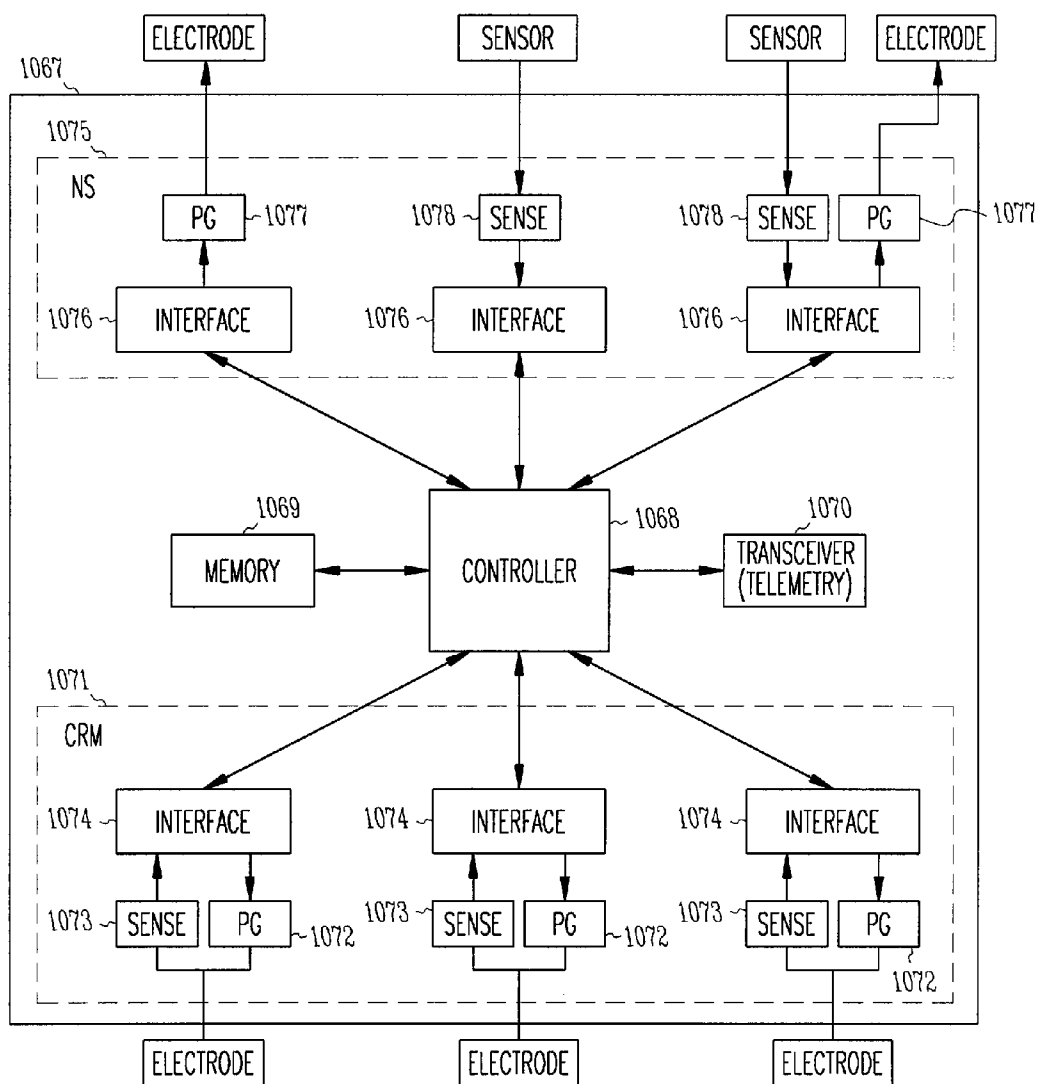 ELECTRODE SENSOR SENSOR ELECTRODE
1067
1075
NS
PG 1077 1078 SENSE 1078 SENSE PG 1077
1076 INTERFACE 1076 INTERFACE 1076 INTERFACE
1069 1068 1070
MEMORY CONTROLLER TRANSCEIVER
(TELEMETRY)
1071
CRM
1074 INTERFACE 1074 INTERFACE 1074 INTERFACE
1073 SENSE PG 1072 1073 SENSE PG 1072 1073 SENSE PG
1072
ELECTRODE ELECTRODE ELECTRODE